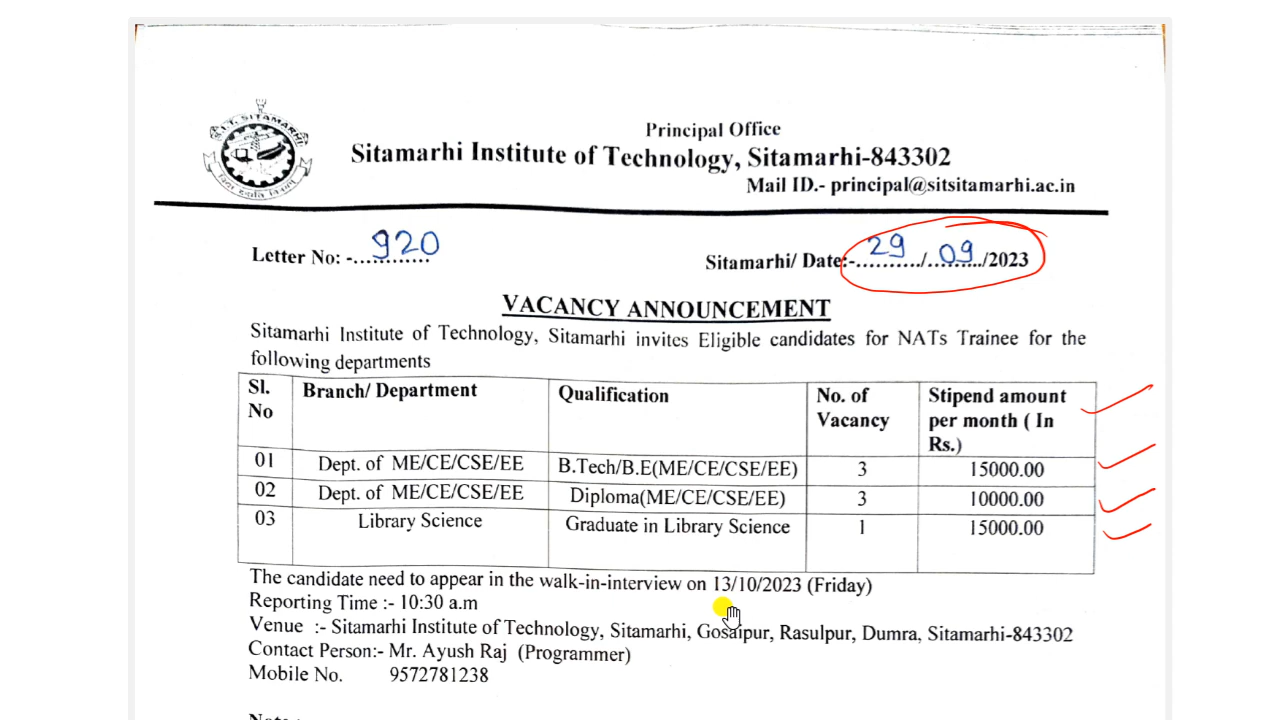 S.I.T. SITAMARHI
Principal Office
Sitamarhi Institute of Technology, Sitamarhi-843302
Mail ID.- principal@sitsitamarhi.ac.in
Letter No: -.............920
Sitamarhi/ Date:-........../........./2023 29 09
VACANCY ANNOUNCEMENT
Sitamarhi Institute of Technology, Sitamarhi invites Eligible candidates for NATs Trainee for the
following departments
Sl. No Branch/ Department Qualification No. of Vacancy Stipend amount per month ( In Rs.)
01 Dept. of ME/CE/CSE/EE B.Tech/B.E(ME/CE/CSE/EE) 3 15000.00
02 Dept. of ME/CE/CSE/EE Diploma(ME/CE/CSE/EE) 3 10000.00
03 Library Science Graduate in Library Science 1 15000.00
The candidate need to appear in the walk-in-interview on 13/10/2023 (Friday)
Reporting Time :- 10:30 a.m
Venue :- Sitamarhi Institute of Technology, Sitamarhi, Gosaipur, Rasulpur, Dumra, Sitamarhi-843302
Contact Person:- Mr. Ayush Raj (Programmer)
Mobile No. 9572781238